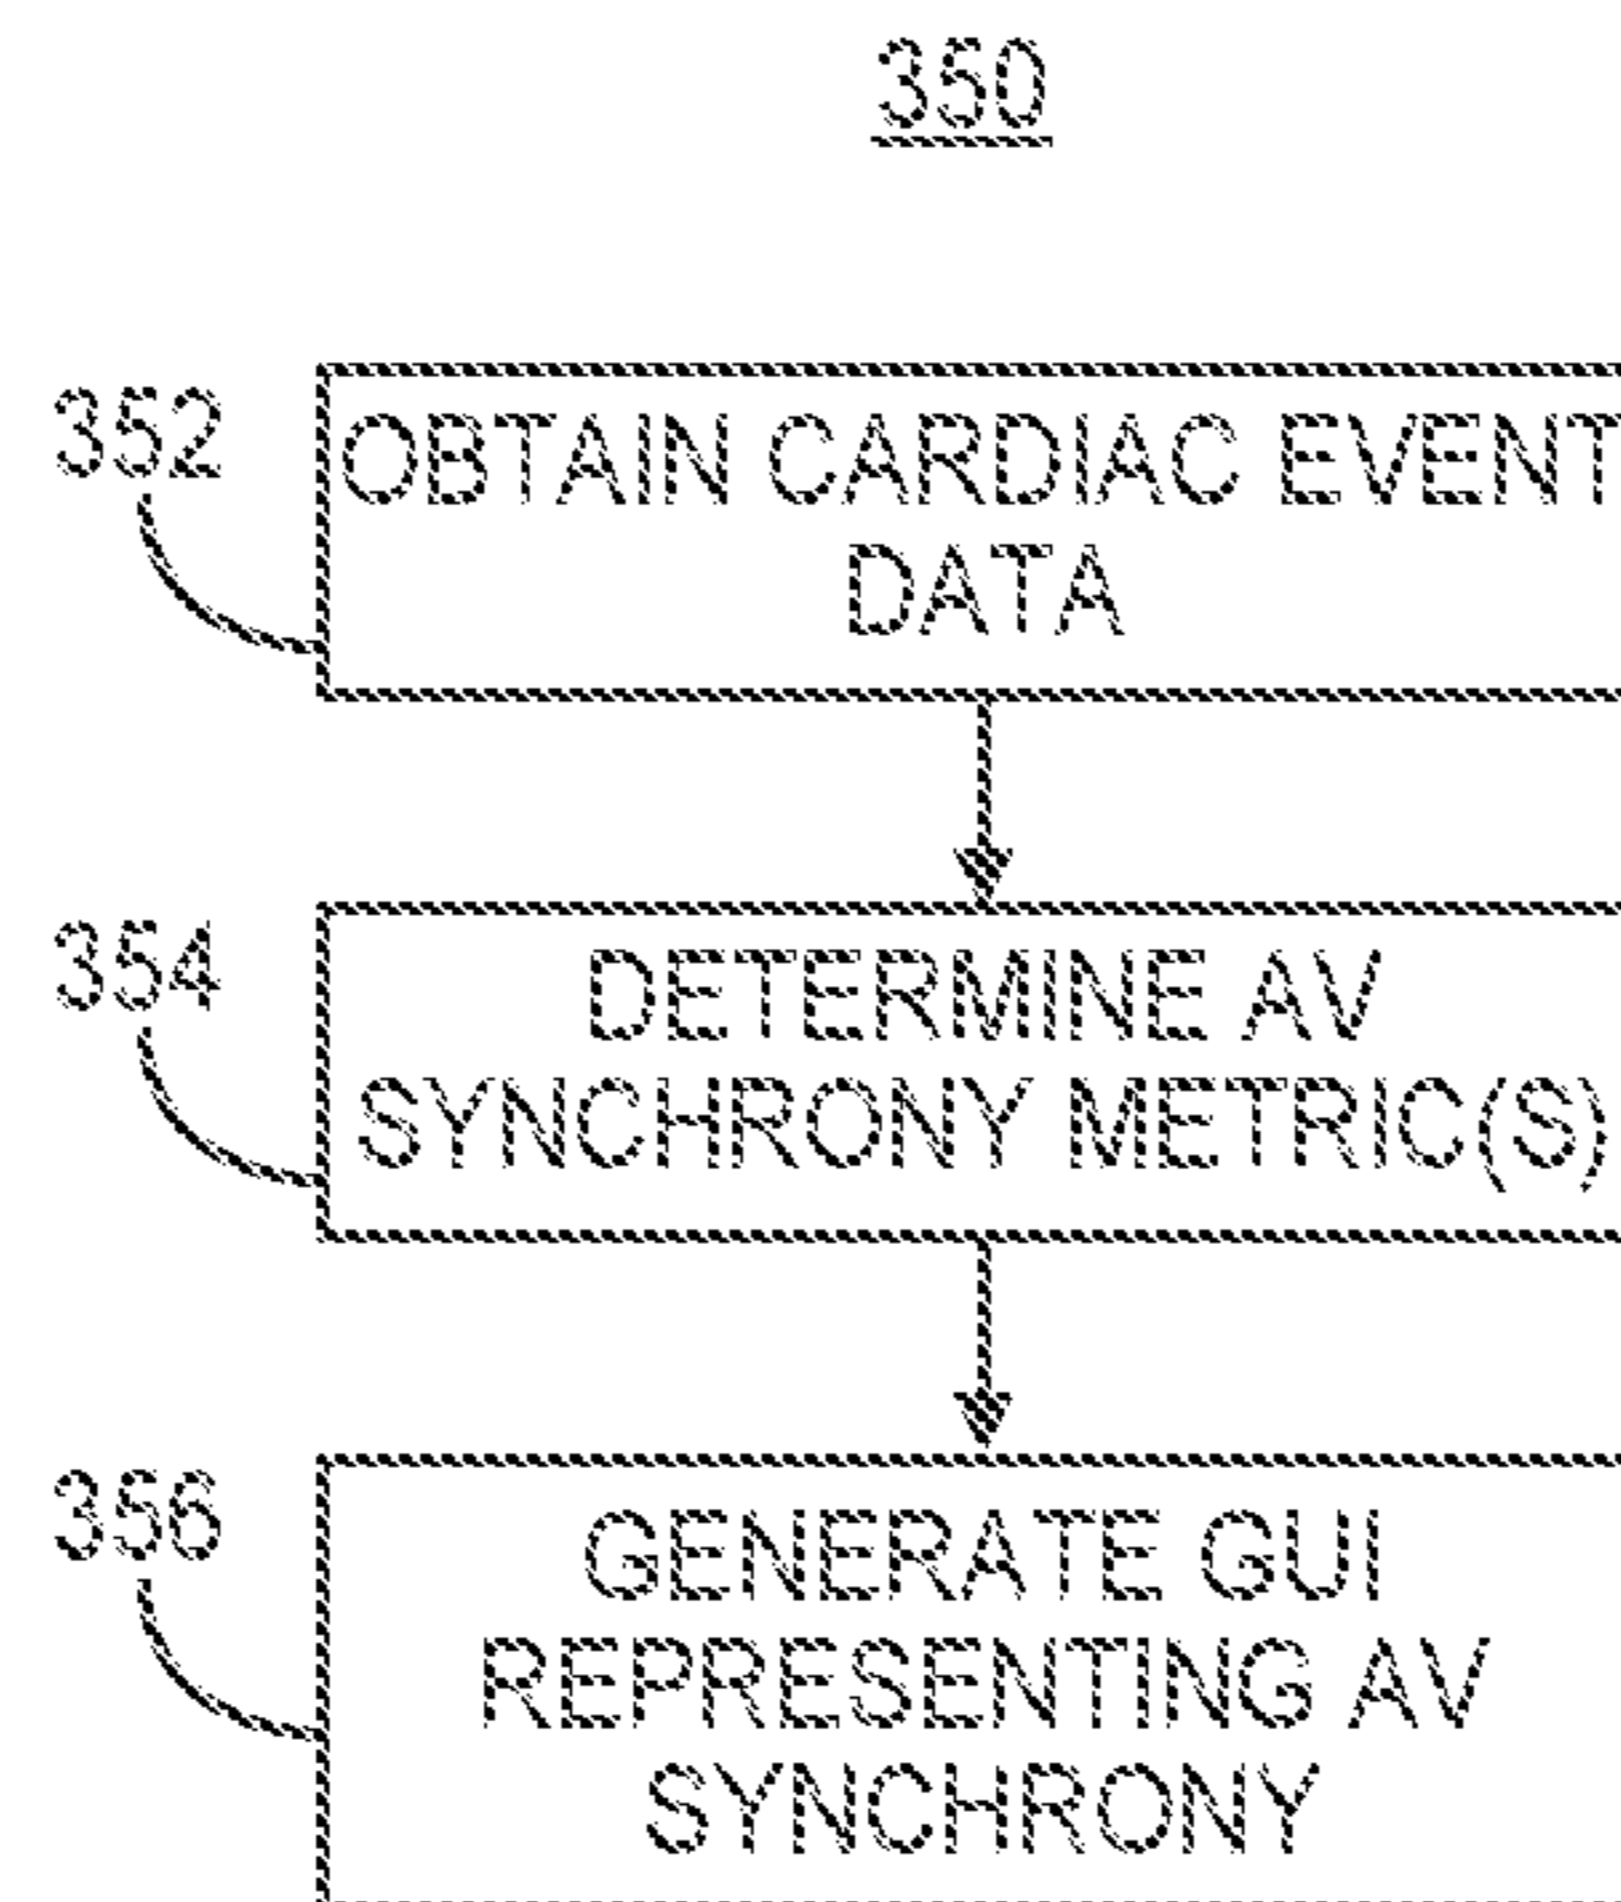 350
352
OBTAIN CARDIAC EVENT
DATA
354
DETERMINE AV
SYNCHRONY METRIC(S)
356
GENERATE GUI
REPRESENTING AV
SYNCHRONY